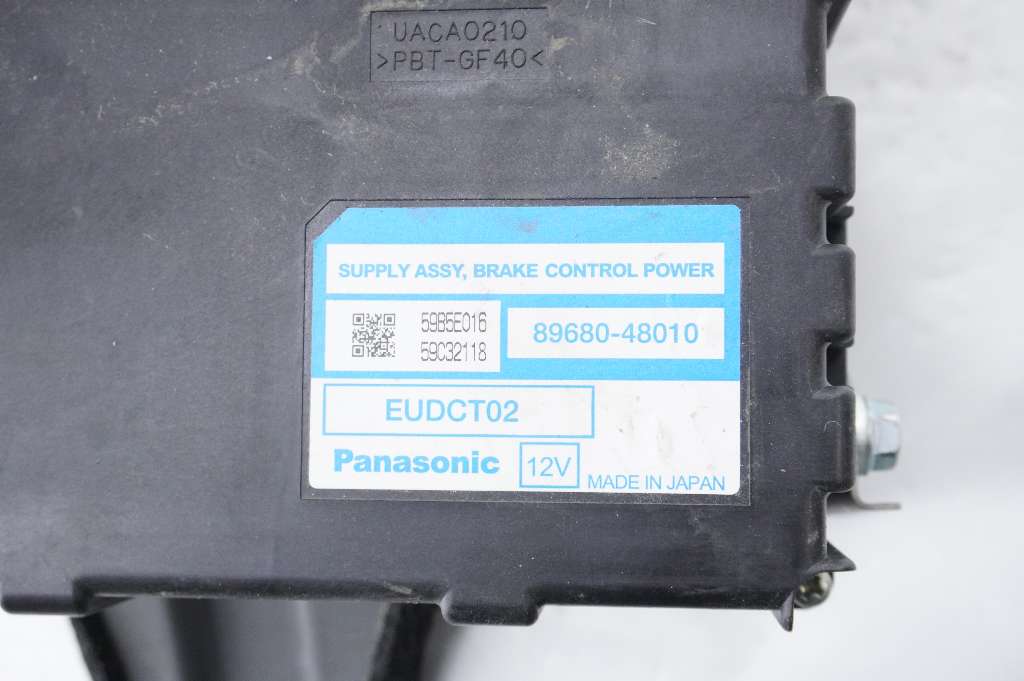 UACA0210
>PBT-GF40<
SUPPLY ASSY, BRAKE CONTROL POWER
59B5E016
59C32118
89680-48010
EUDCT02
Panasonic
12V
MADE IN JAPAN